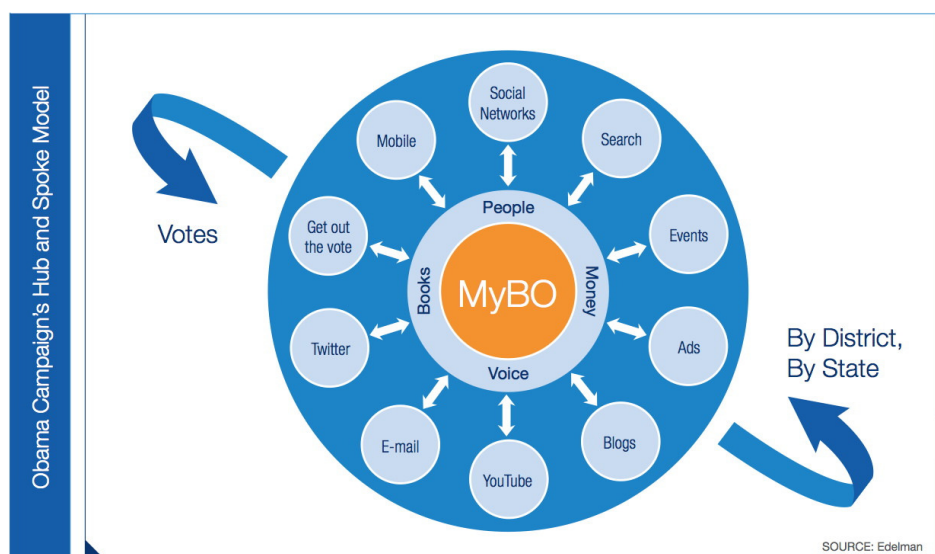 Obama Campaign's Hub and Spoke Model
Social
Networks
Mobile
Search
Get out
the vote
People
Events
Votes
Books
MyBO
Money
Twitter
Ads
By District,
By State
Voice
E-mail
Blogs
YouTube
SOURCE: Edelman